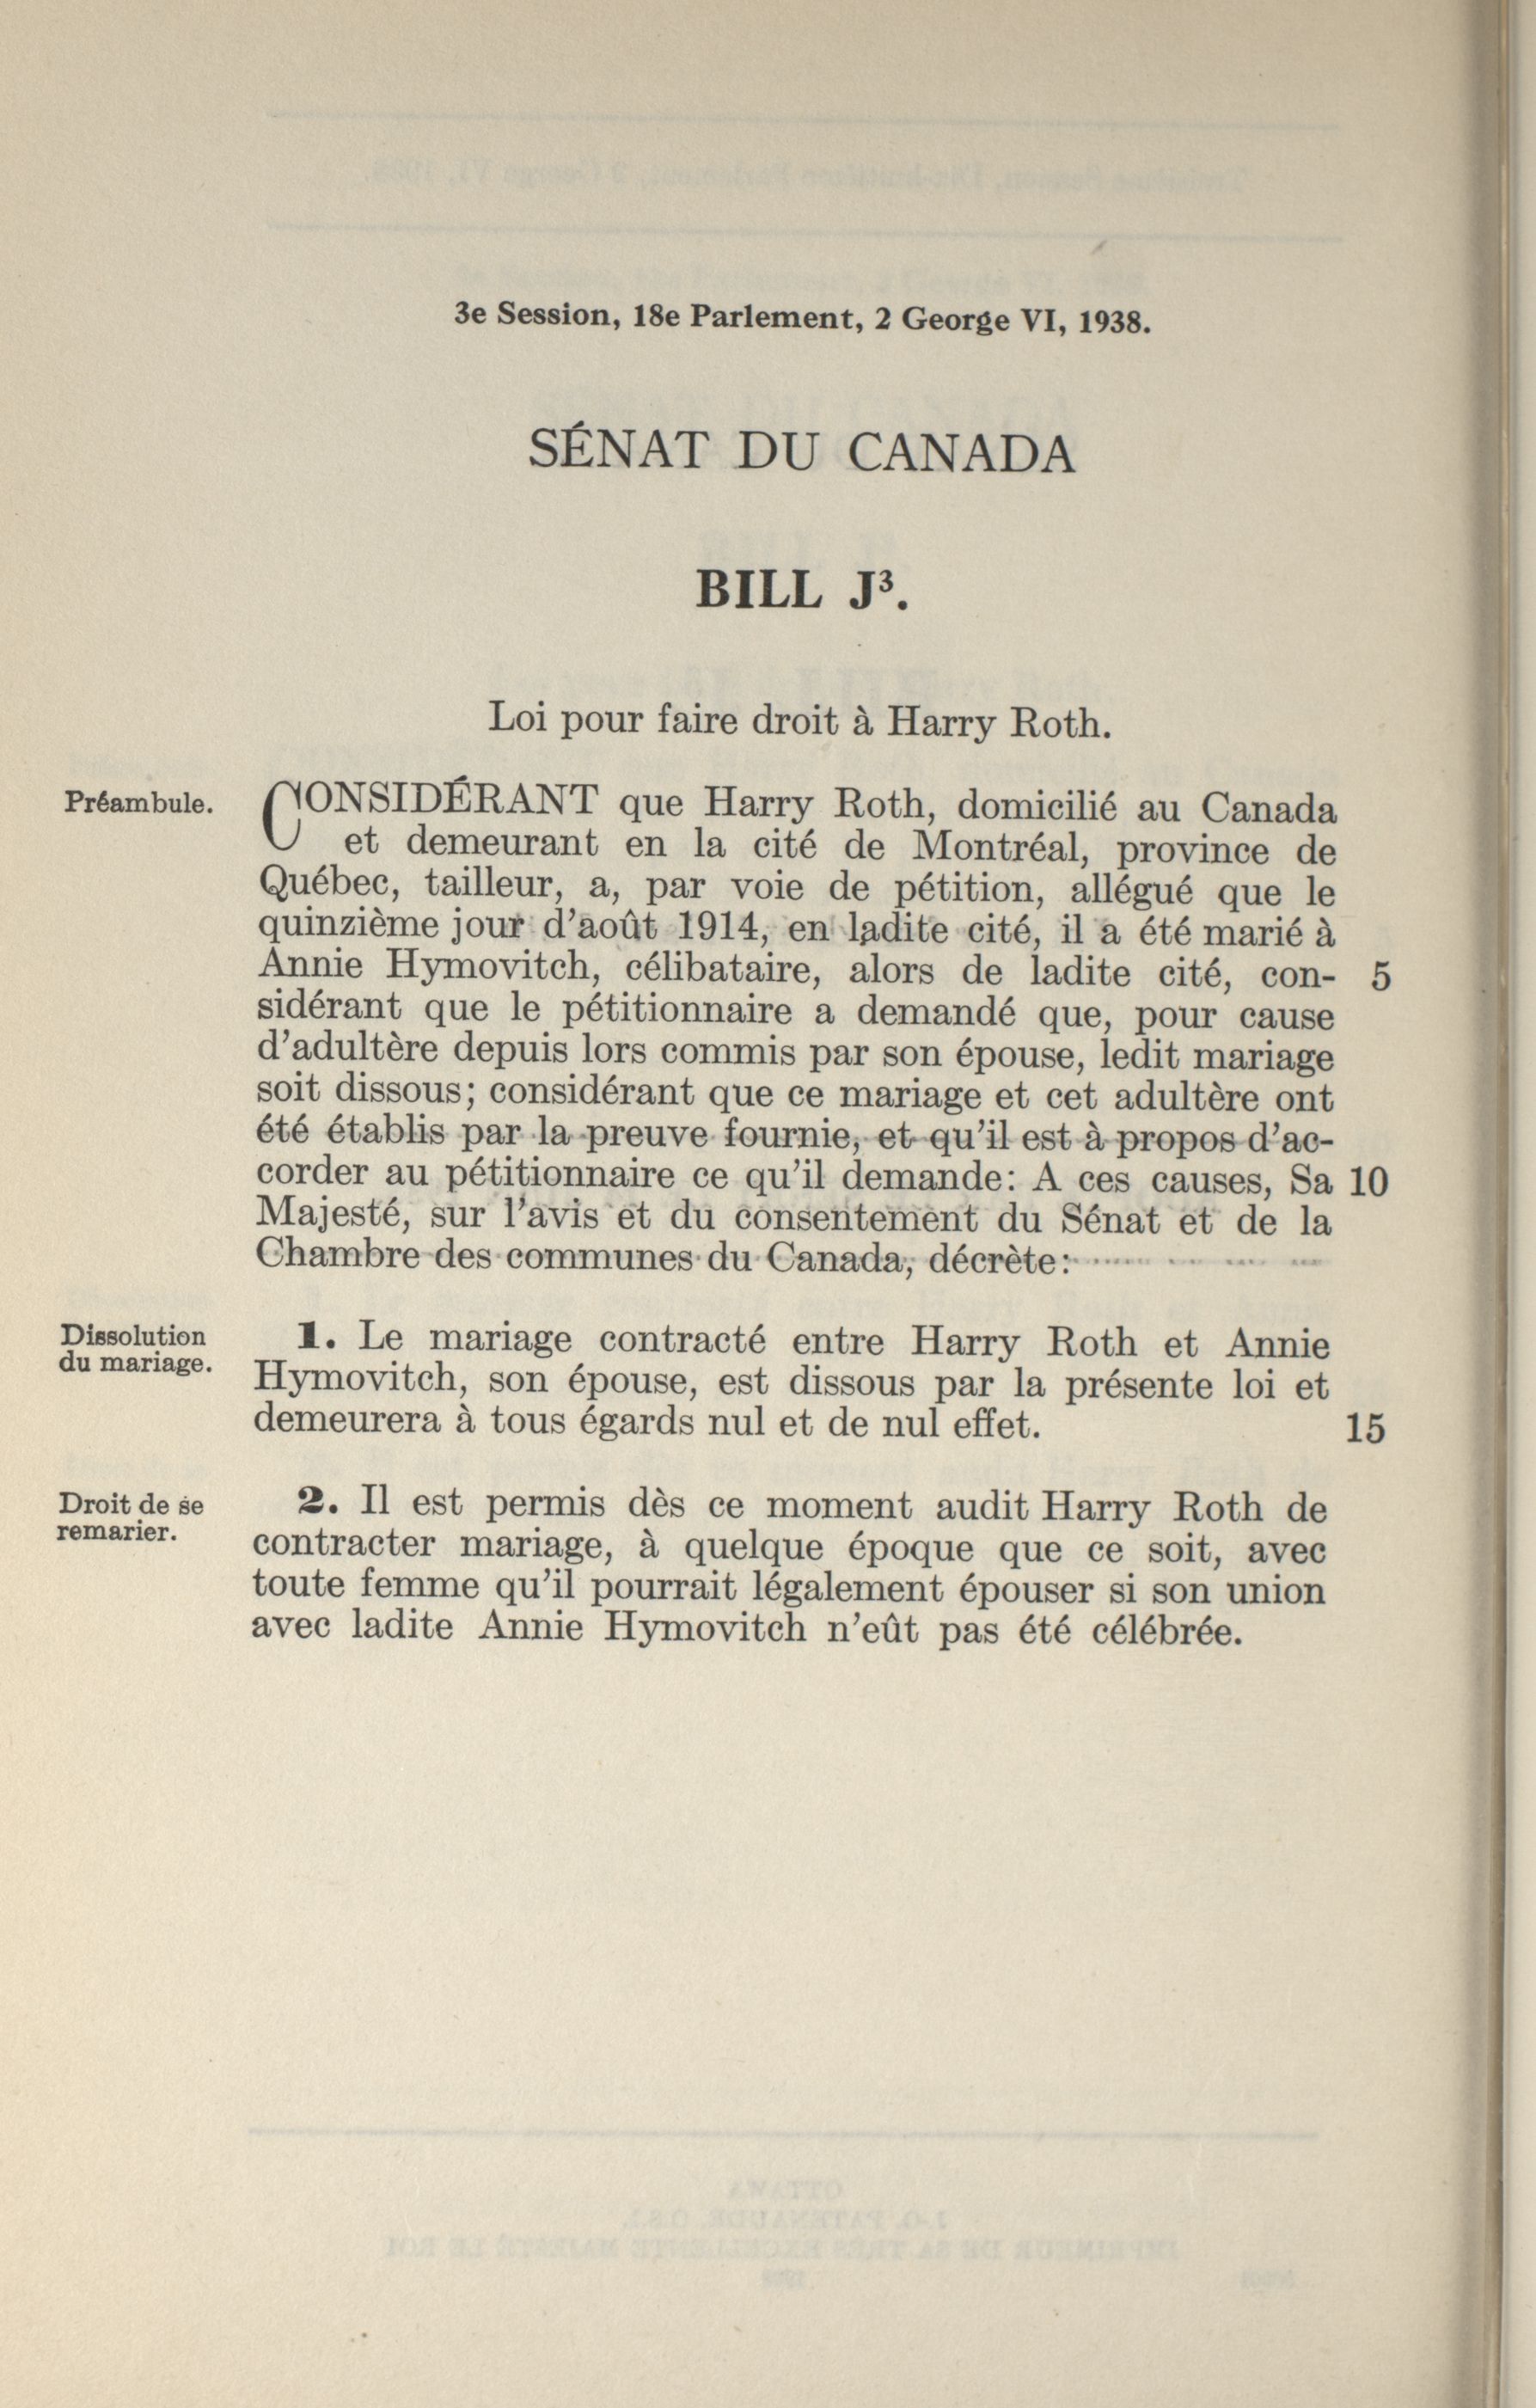 3e Session, 18e Parlement, 2 George VI, 1938.
SÉNAT DU CANADA
BILL J³.
Loi pour faire droit à Harry Roth.
Préambule.
CONSIDÉRANT que Harry Roth, domicilié au Canada
et demeurant en la cité de Montréal, province de
Québec, tailleur, a, par voie de pétition, allégué que le
quinzième jour d'août 1914, en ladite cité, il a été marié à
Annie Hymovitch, célibataire, alors de ladite cité, con- 5
sidérant que le pétitionnaire a demandé que, pour cause
d'adultère depuis lors commis par son épouse, ledit mariage
soit dissous; considérant que ce mariage et cet adultère ont
été établis par la preuve fournie, et qu'il est à propos d'ac-
corder au pétitionnaire ce qu'il demande: A ces causes, Sa 10
Majesté, sur l'avis et du consentement du Sénat et de la
Chambre des communes du Canada, décrète:
Dissolution
du mariage.
1. Le mariage contracté entre Harry Roth et Annie
Hymovitch, son épouse, est dissous par la présente loi et
demeurera à tous égards nul et de nul effet. 15
Droit de se
remarier.
2. Il est permis dès ce moment audit Harry Roth de
contracter mariage, à quelque époque que ce soit, avec
toute femme qu'il pourrait légalement épouser si son union
avec ladite Annie Hymovitch n'eût pas été célébrée.